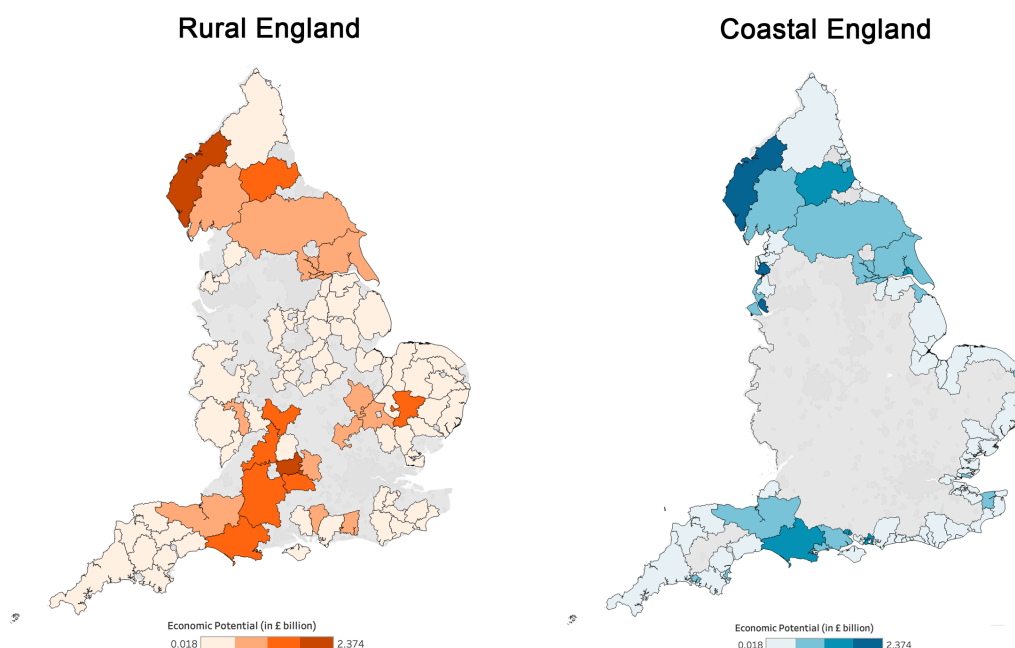 Rural England
Coastal England
Economic Potential (in £ billion)
0.018 2.374
Economic Potential (in £ billion)
0.018 2.374